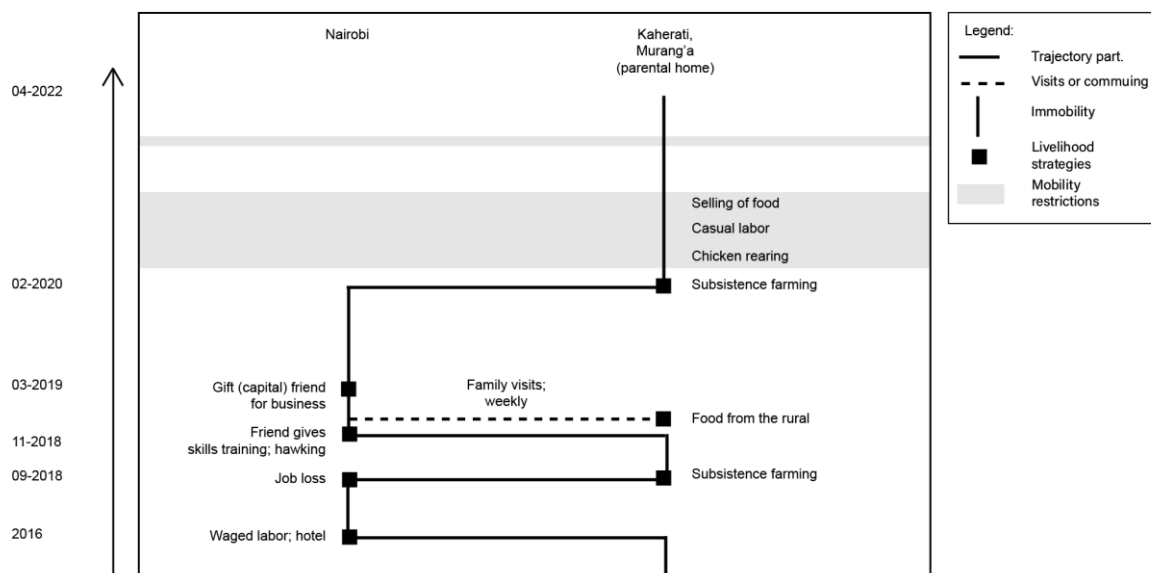 Nairobi
Kaherati,
Murang'a
(parental home)
04-2022
Selling of food
Casual labor
Chicken rearing
02-2020
Subsistence farming
03-2019
Gift (capital) friend
for business
Family visits;
weekly
Food from the rural
11-2018
Friend gives
skills training; hawking
09-2018
Job loss
Subsistence farming
2016
Waged labor; hotel
Legend:
Trajectory part.
Visits or commuing
Immobility
Livelihood
strategies
Mobility
restrictions